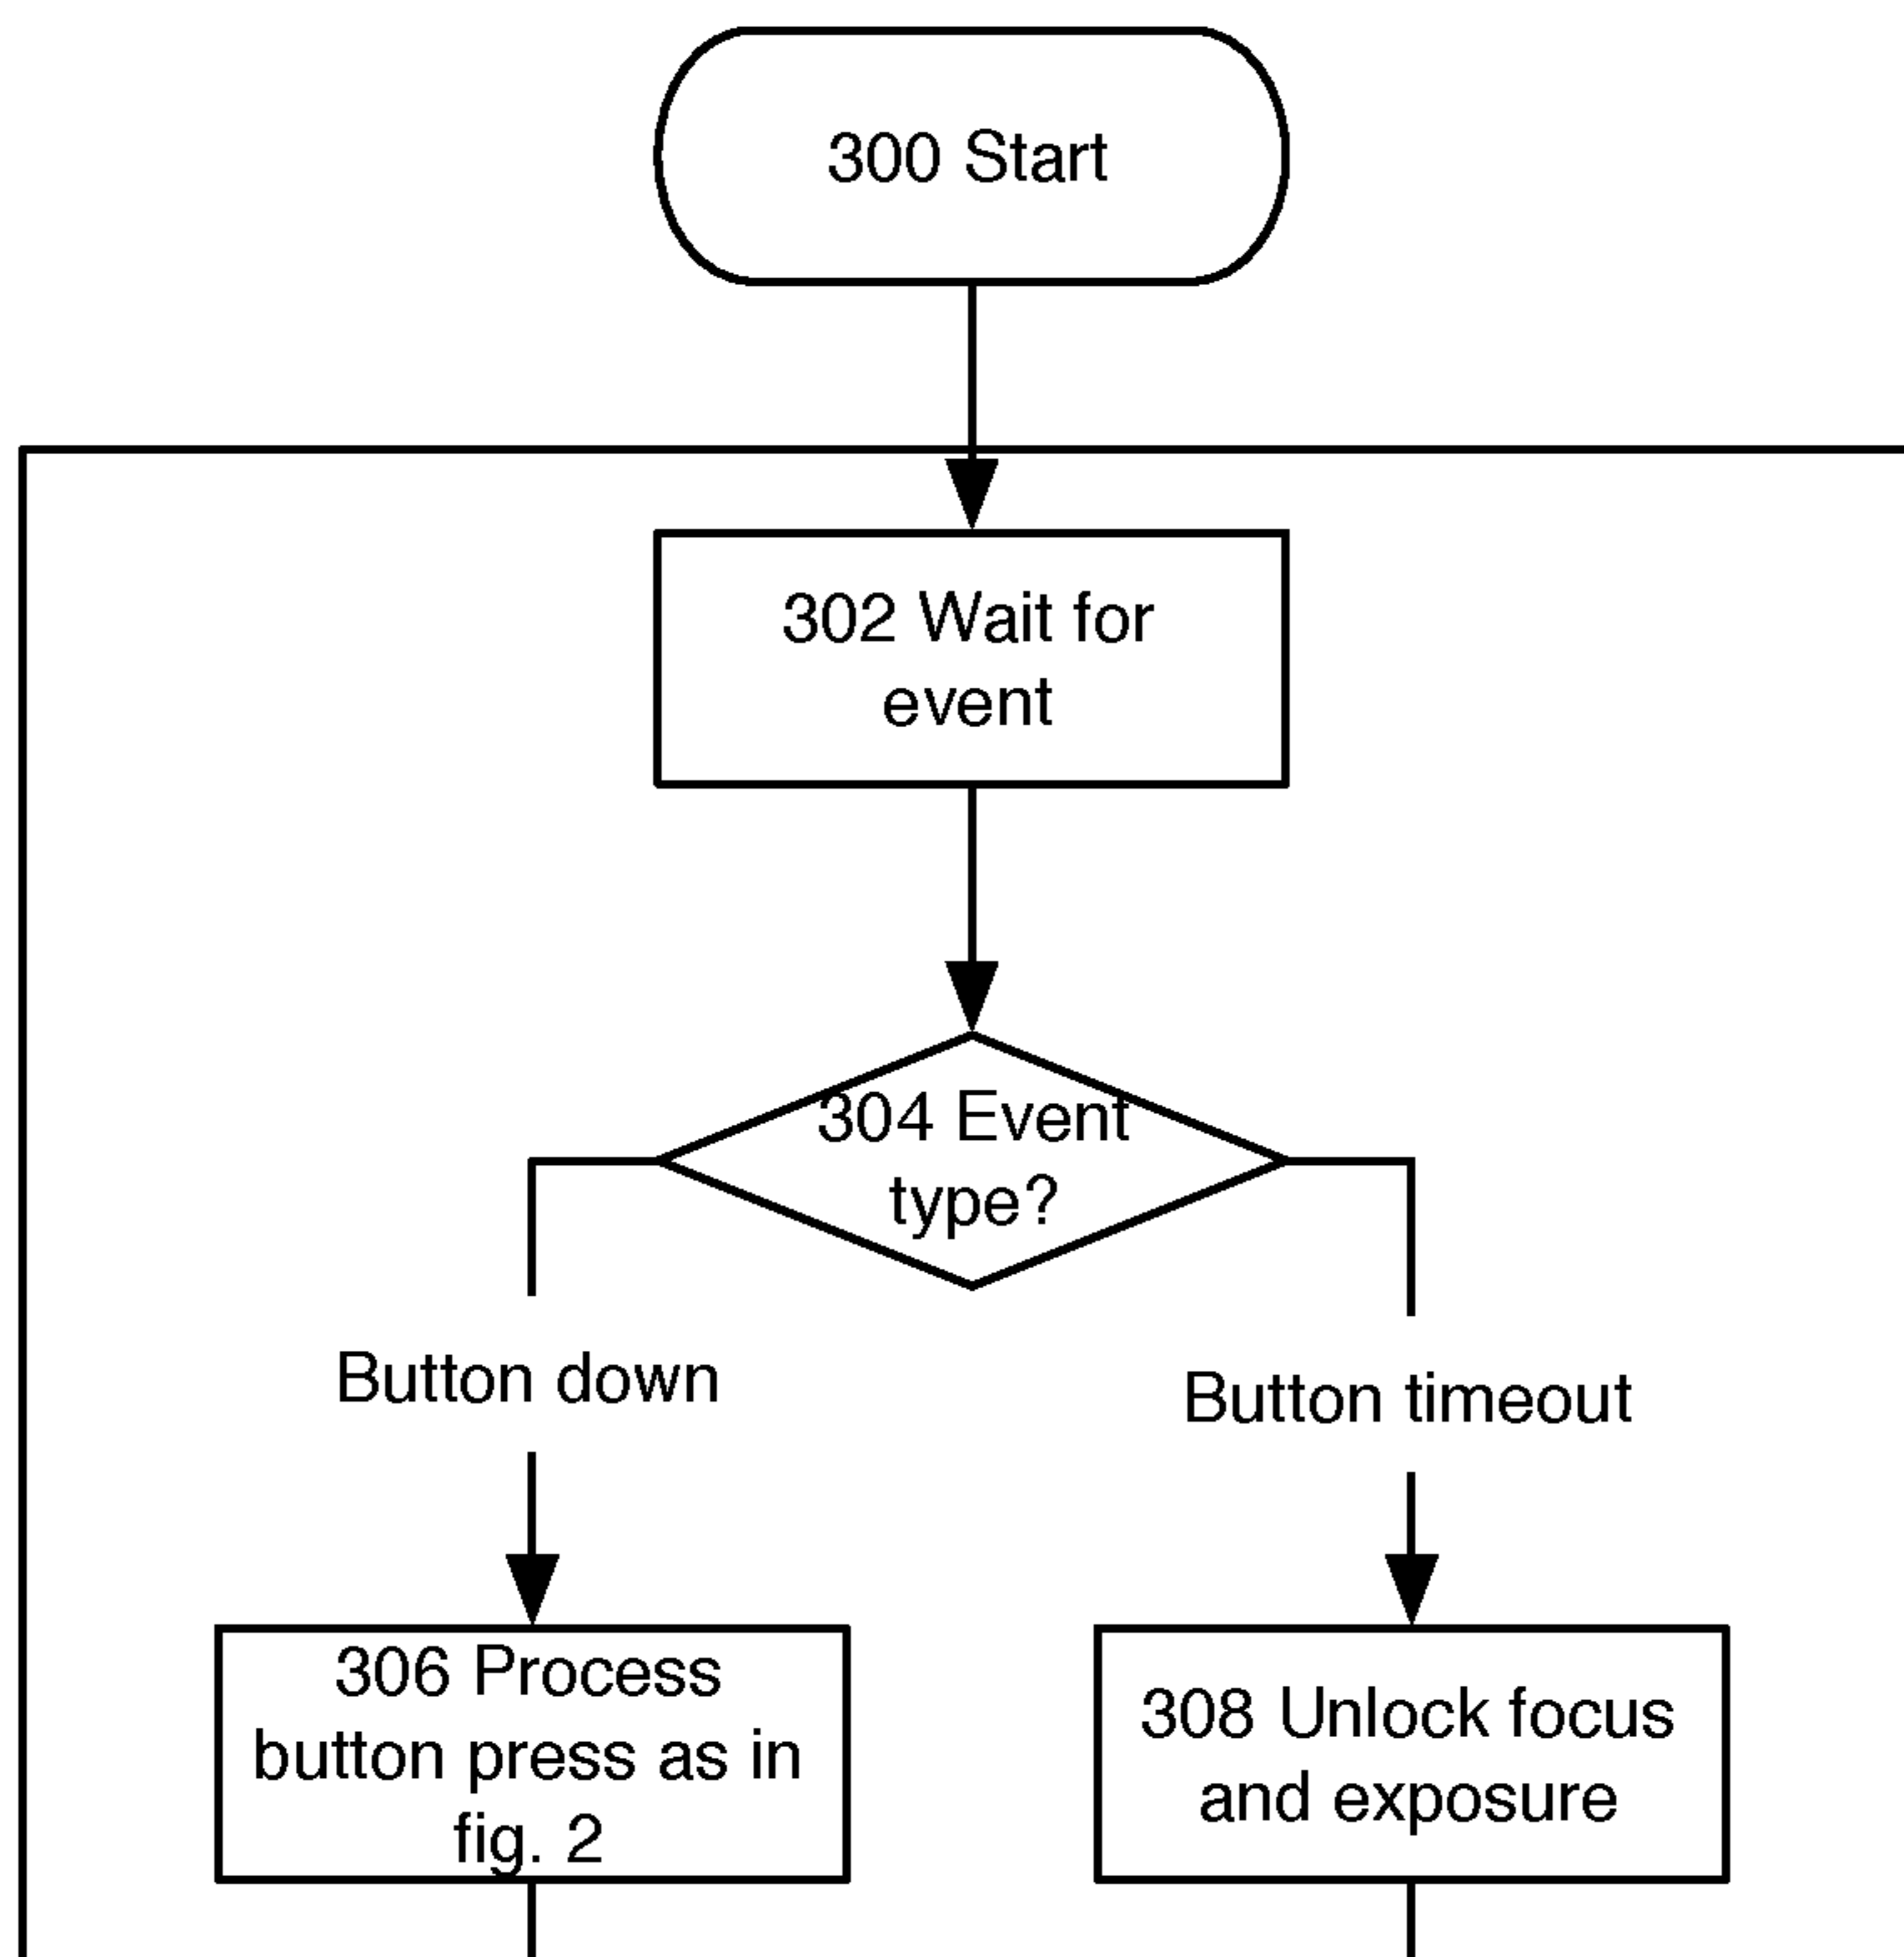 300 Start
302 Wait for
event
304 Event
type?
Button down
Button timeout
306 Process
button press as in
fig. 2
308 Unlock focus
and exposure